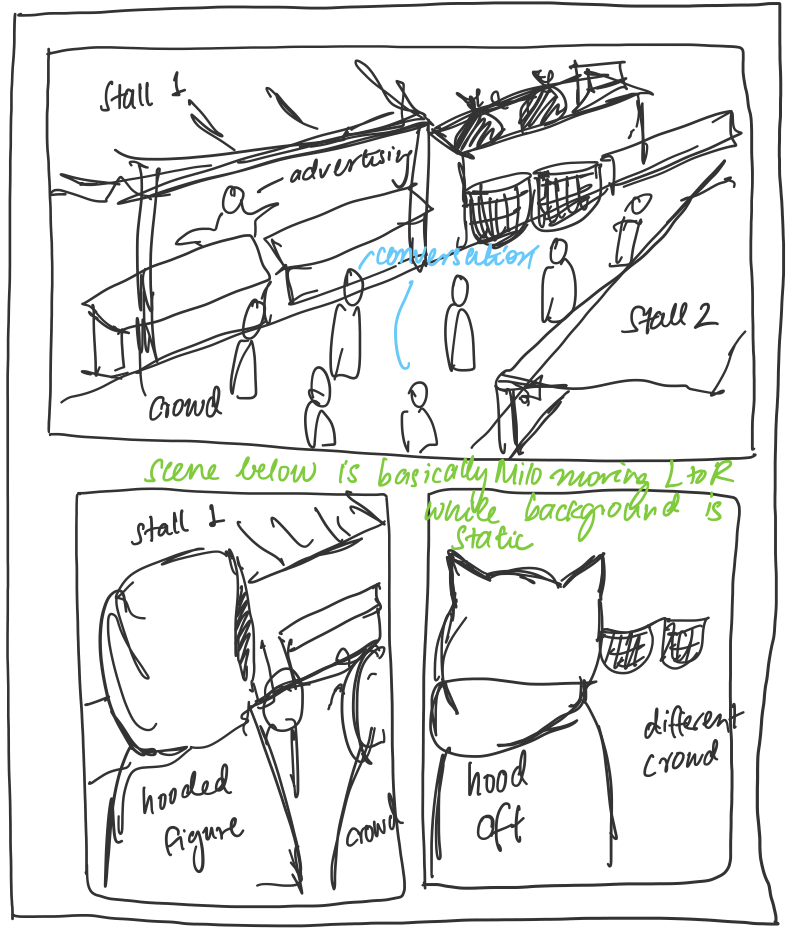 Stall 1
advertising
conversation
Stall 2
crowd
scene below is basically Milo moving L to R
while background is
static
stall 1
hooded
figure
crowd
different
crowd
hood
off